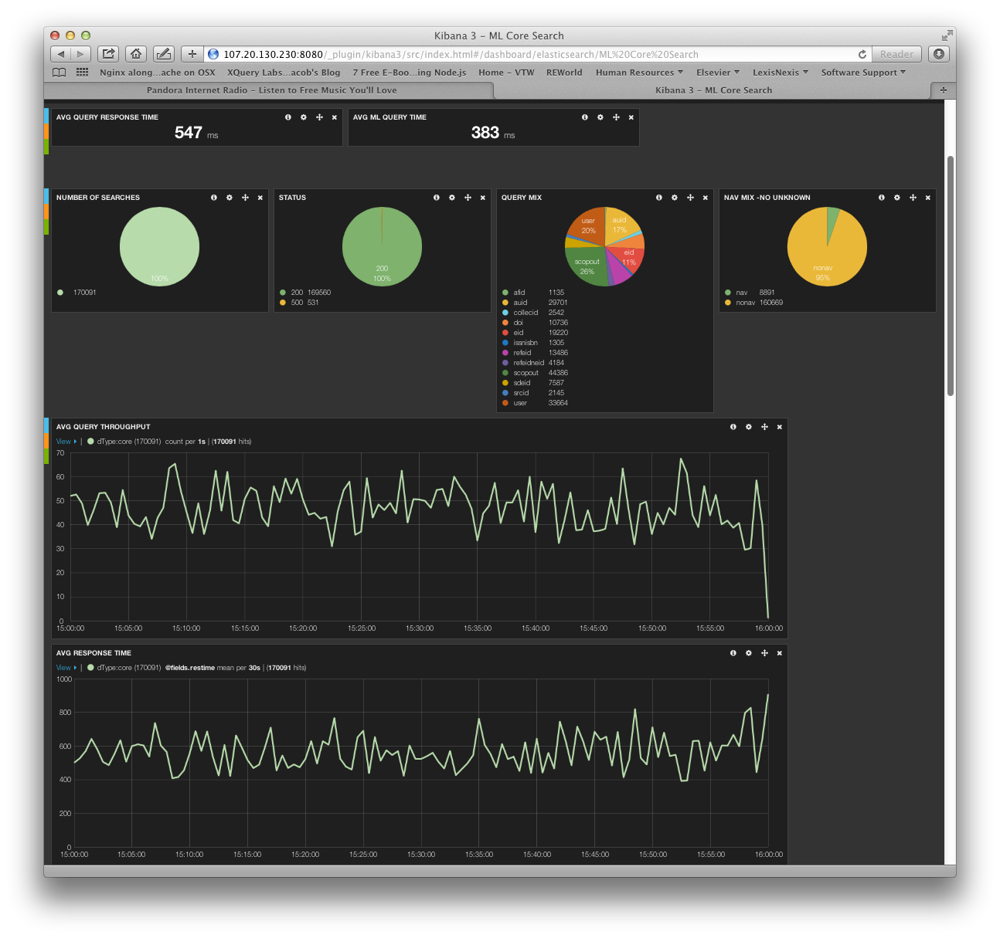 Kibana 3 – ML Core Search
107.20.130.230:8080/_plugin/kibana3/src/index.html#/dashboard/elasticsearch/ML%20Core%20Search
Reader
Nginx along...ache on OSX XQuery Labs...acob's Blog 7 Free E-Boo...ing Node.js Home – VTW REWorld Human Resources Elsevier LexisNexis Software Support
Pandora Internet Radio – Listen to Free Music You'll Love Kibana 3 – ML Core Search
AVG QUERY RESPONSE TIME
547 ms
AVG ML QUERY TIME
383 ms
NUMBER OF SEARCHES
100%
170091
STATUS
200
100%
200 169560
500 531
QUERY MIX
user
20%
auid
17%
eid
11%
scopout
26%
afid 1135
auid 29701
collecid 2542
doi 10736
eid 19220
issnisbn 1305
refeid 13486
refeidneid 4184
scopout 44386
sdeid 7587
srcid 2145
user 33664
NAV MIX -NO UNKNOWN
nonav
95%
nav 8891
nonav 160669
AVG QUERY THROUGHPUT
View | dType:core (170091) count per 1s | (170091 hits)
70
60
50
40
30
20
10
0
15:00:00 15:05:00 15:10:00 15:15:00 15:20:00 15:25:00 15:30:00 15:35:00 15:40:00 15:45:00 15:50:00 15:55:00 16:00:00
AVG RESPONSE TIME
View | dType:core (170091) @fields.restime mean per 30s | (170091 hits)
1000
800
600
400
200
0
15:00:00 15:05:00 15:10:00 15:15:00 15:20:00 15:25:00 15:30:00 15:35:00 15:40:00 15:45:00 15:50:00 15:55:00 16:00:00